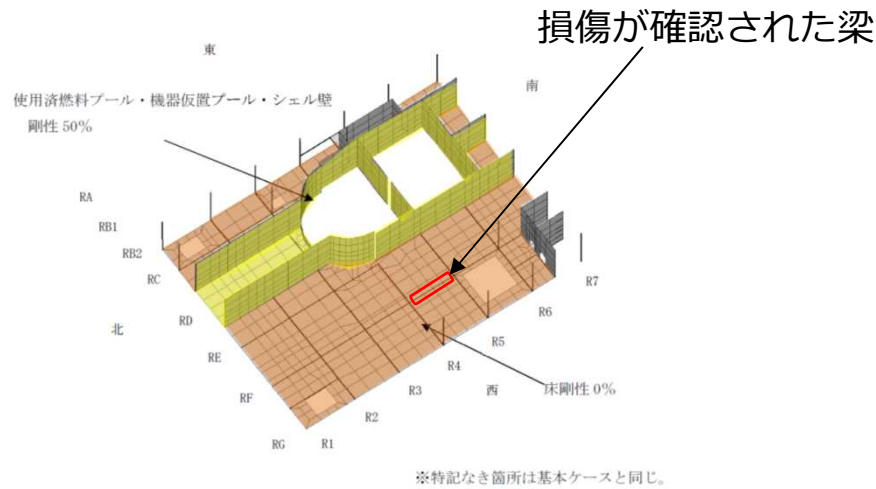 損傷が確認された梁
東
南
使用済燃料プール・機器仮置プール・シェル壁
剛性 50%
RA
RB1
RB2
RC
RD
RE
RF
RG
北
R1
R2
R3
R4
R5
R6
R7
西
床剛性 0%
※特記なき箇所は基本ケースと同じ。